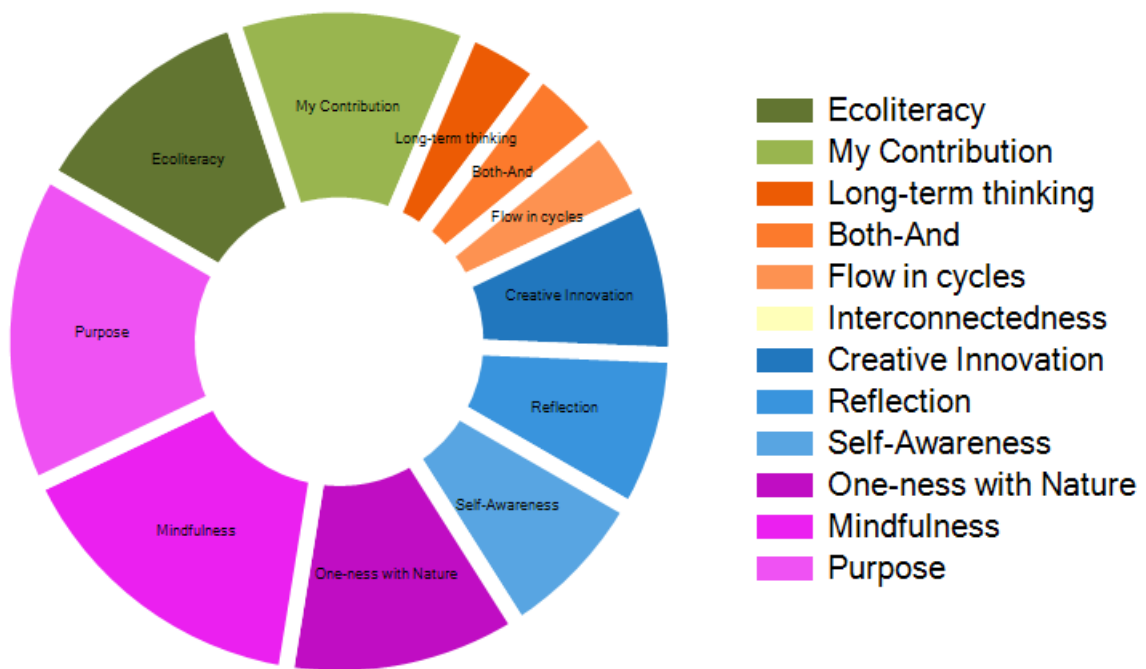 My Contribution
Long-term thinking
Ecoliteracy
Both-And
Flow in cycles
Creative Innovation
Purpose
Reflection
Self-Awareness
Mindfulness
One-ness with Nature
Ecoliteracy
My Contribution
Long-term thinking
Both-And
Flow in cycles
Interconnectedness
Creative Innovation
Reflection
Self-Awareness
One-ness with Nature
Mindfulness
Purpose